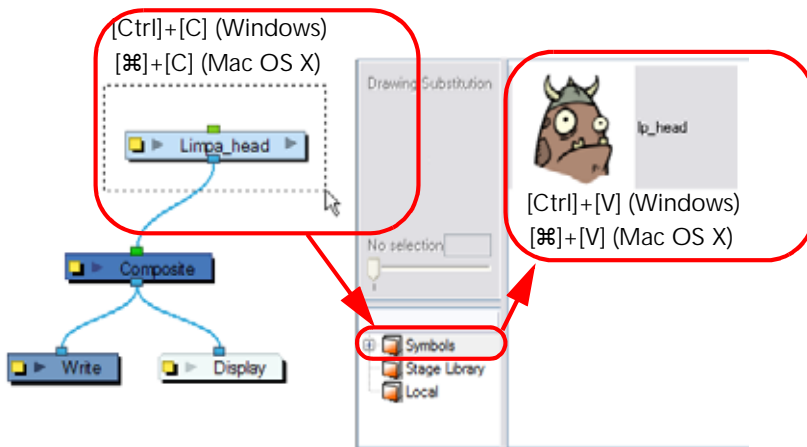 [Ctrl]+[C] (Windows)
[⌘]+[C] (Mac OS X)
Limpa_head
Composite
Write
Display
Drawing Substitution
No selection
Symbols
Stage Library
Local
lp_head
[Ctrl]+[V] (Windows)
[⌘]+[V] (Mac OS X)